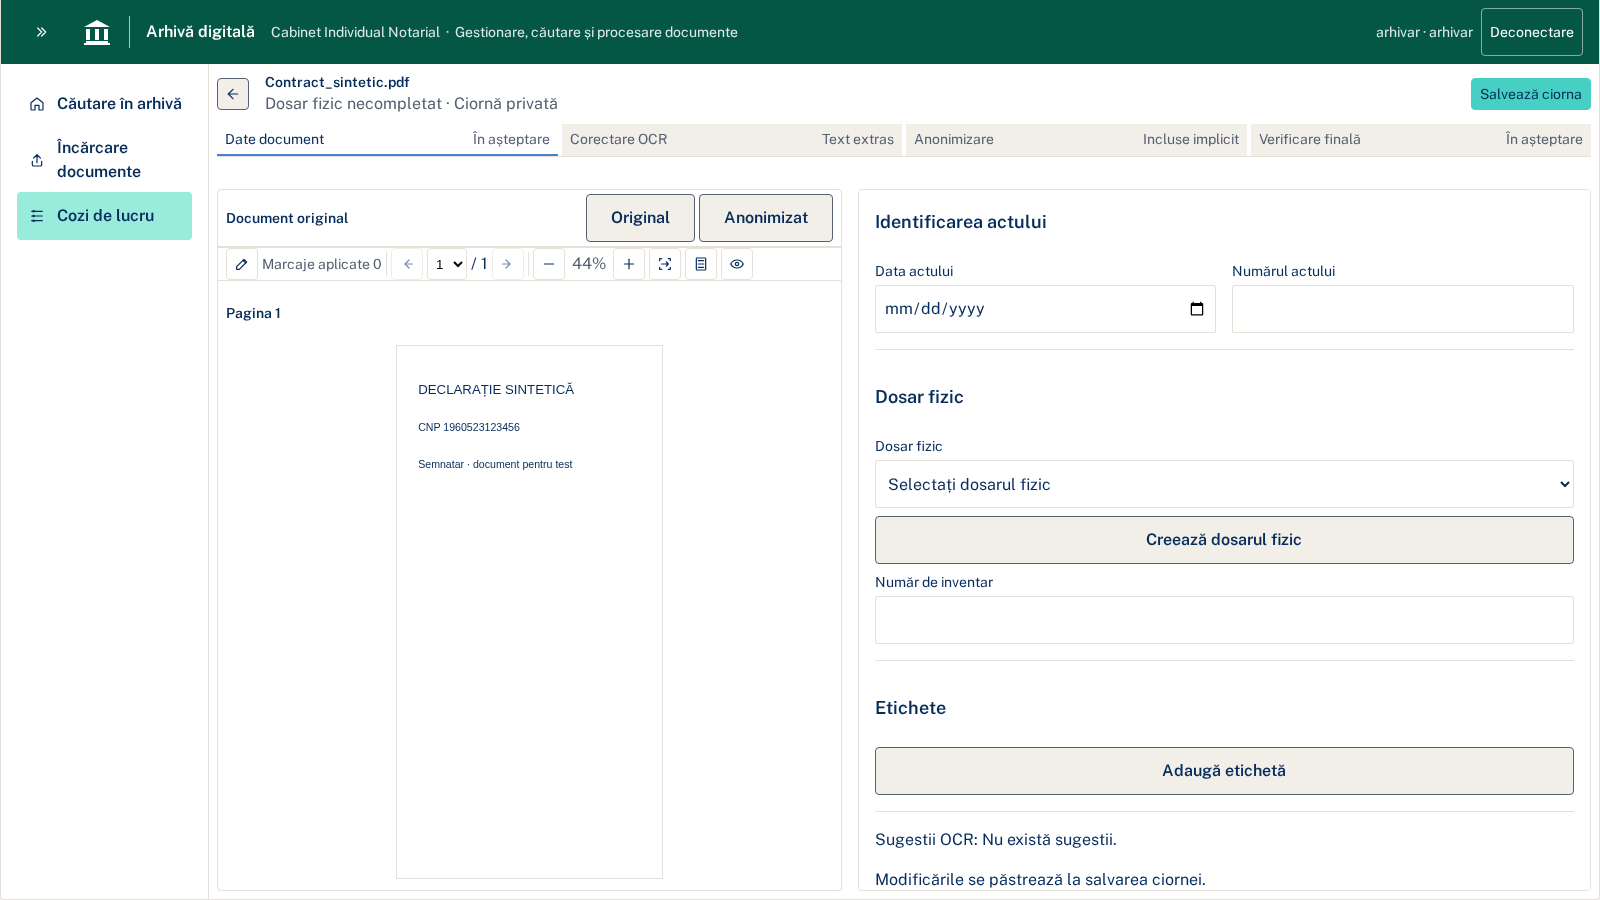 Arhivă digitală
Cabinet Individual Notarial · Gestionare, căutare și procesare documente
arhivar · arhivar
Deconectare
Căutare în arhivă
Încărcare
documente
Cozi de lucru
Contract_sintetic.pdf
Dosar fizic necompletat · Ciornă privată
Salvează ciorna
Date document În așteptare
Corectare OCR Text extras
Anonimizare Incluse implicit
Verificare finală În așteptare
Document original
Original
Anonimizat
Marcaje aplicate 0
1 / 1
44%
Pagina 1
DECLARAȚIE SINTETICĂ
CNP 1960523123456
Semnatar · document pentru test
Identificarea actului
Data actului
mm/dd/yyyy
Numărul actului
Dosar fizic
Dosar fizic
Selectați dosarul fizic
Creează dosarul fizic
Număr de inventar
Etichete
Adaugă etichetă
Sugestii OCR: Nu există sugestii.
Modificările se păstrează la salvarea ciornei.